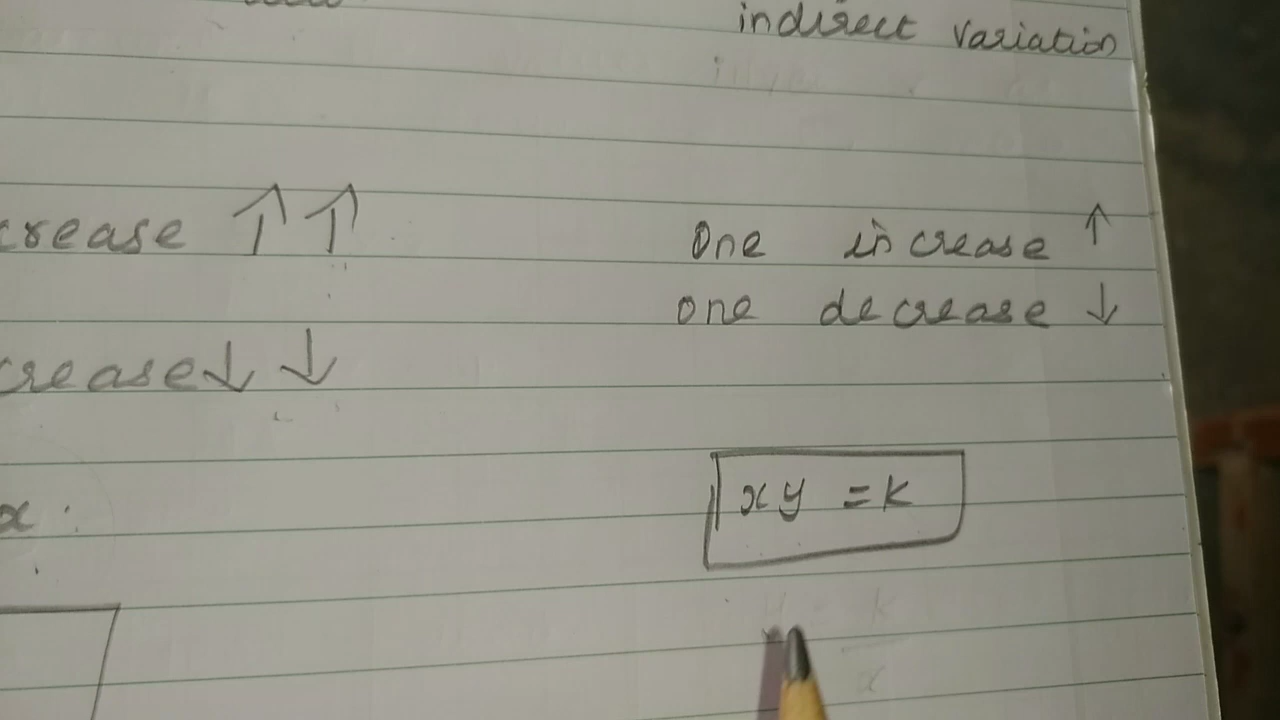 indirect variation
crease ↑ ↑
one increase ↑
one decrease ↓
crease ↓ ↓
xy = k
x
k
x